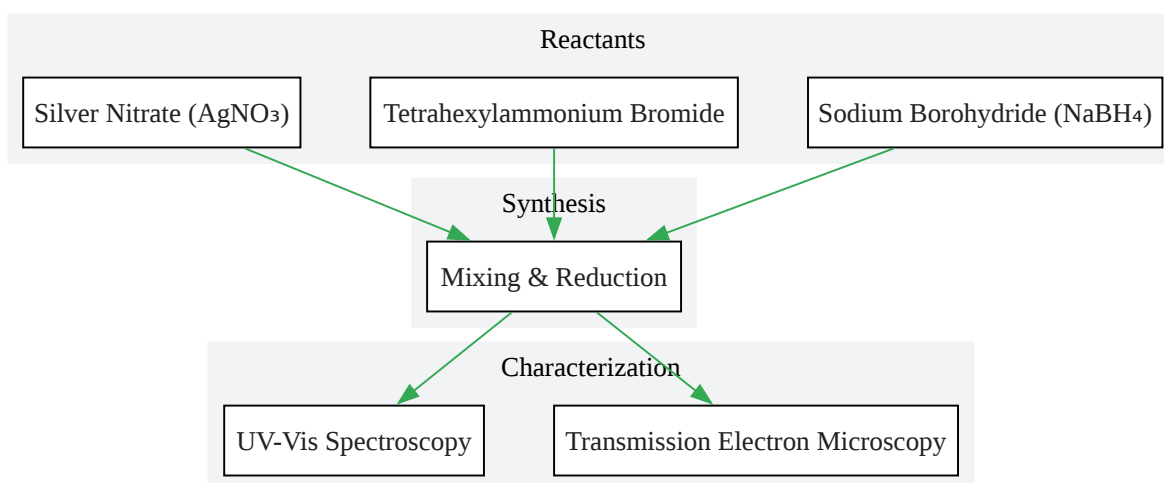 Reactants
Silver Nitrate (AgNO₃)
Tetrahexylammonium Bromide
Sodium Borohydride (NaBH₄)
Synthesis
Mixing & Reduction
Characterization
UV-Vis Spectroscopy
Transmission Electron Microscopy